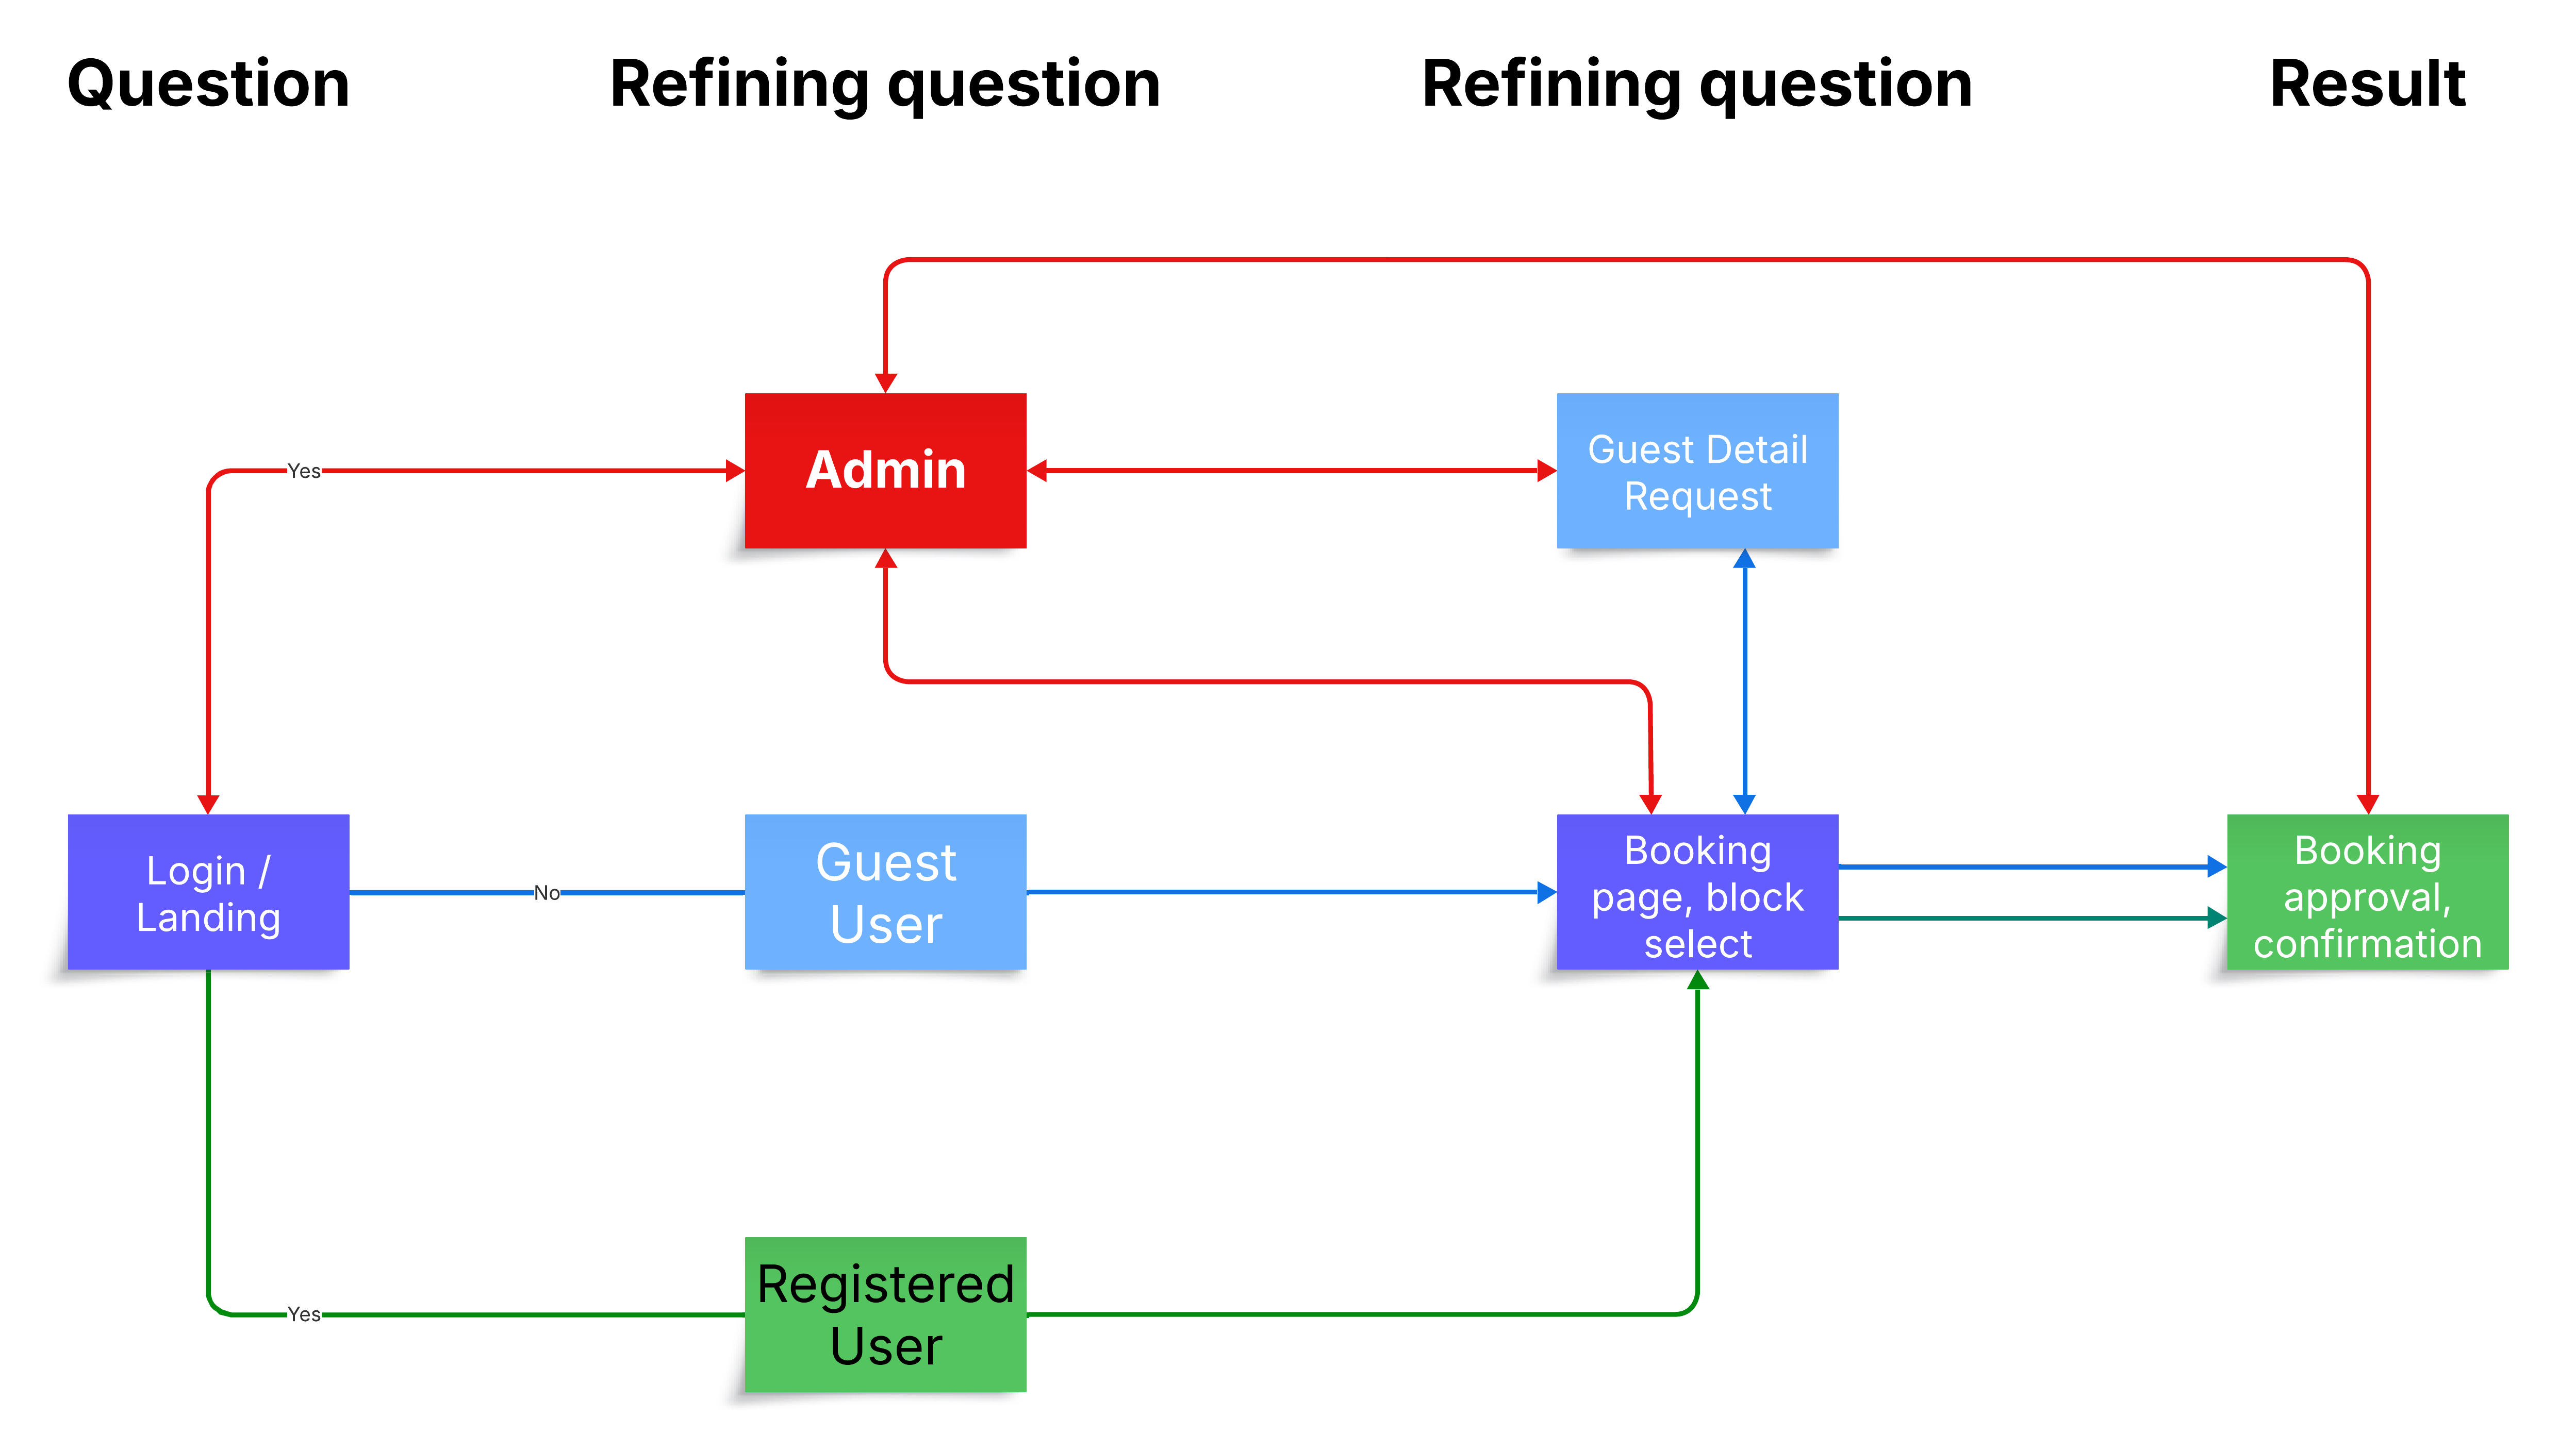 Question
Refining question
Refining question
Result
Yes
Admin
Guest Detail
Request
Login /
Landing
No
Guest
User
Booking
page, block
select
Booking
approval,
confirmation
Yes
Registered
User